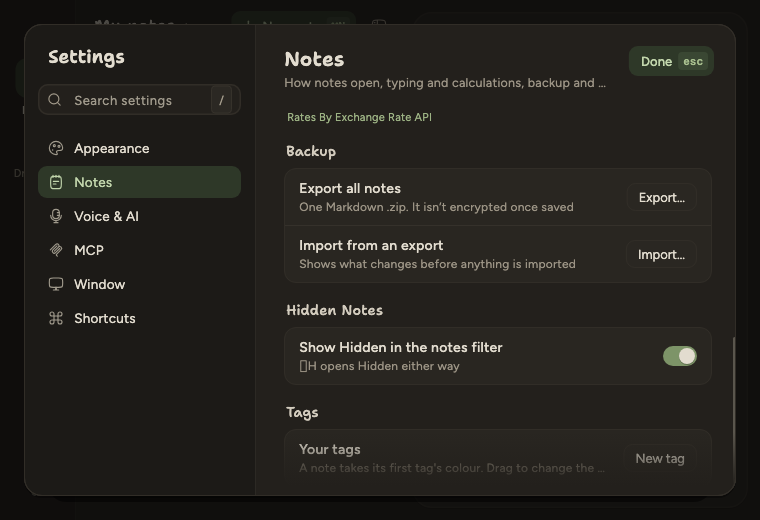 Settings
Search settings
/
Appearance
Notes
Voice & AI
MCP
Window
Shortcuts
Notes
How notes open, typing and calculations, backup and ...
Done esc
Rates By Exchange Rate API
Backup
Export all notes
One Markdown .zip. It isn't encrypted once saved
Export...
Import from an export
Shows what changes before anything is imported
Import...
Hidden Notes
Show Hidden in the notes filter
H opens Hidden either way
Tags
Your tags
A note takes its first tag's colour. Drag to change the ...
New tag